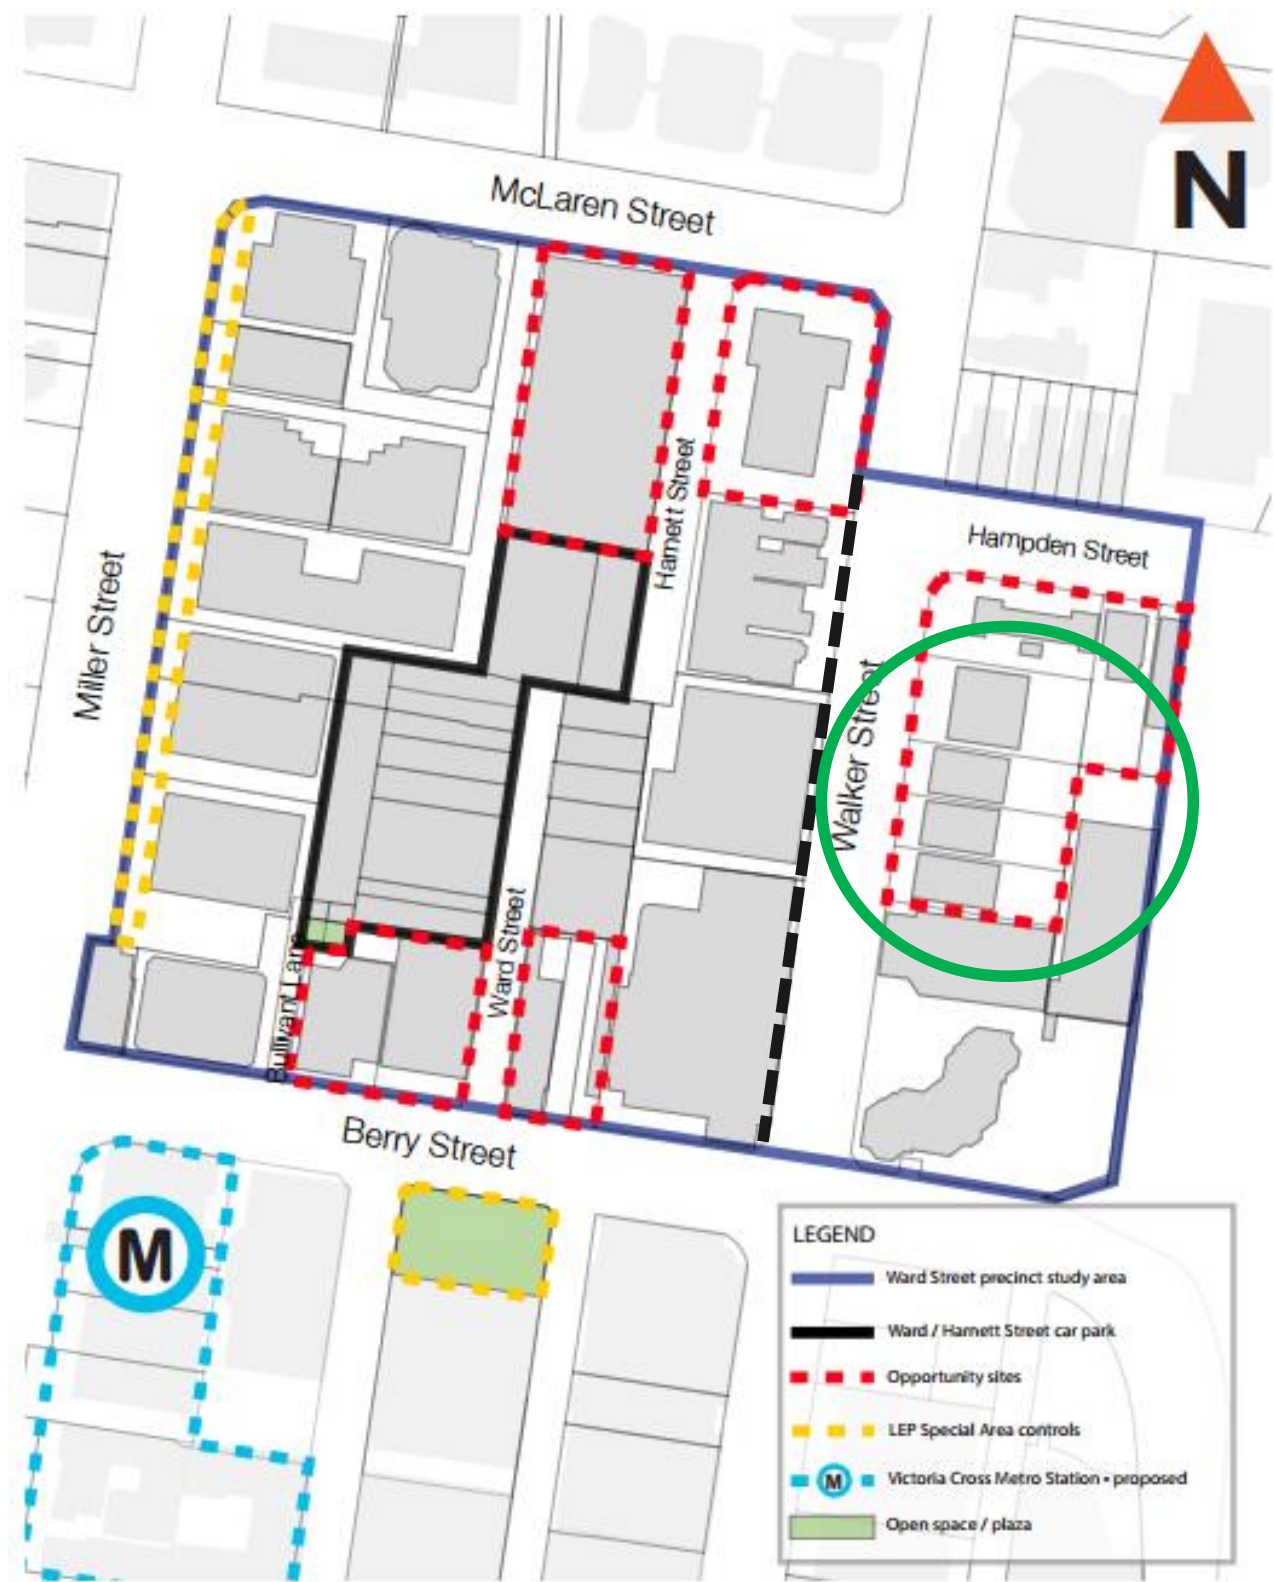 N
McLaren Street
Harnett Street
Hampden Street
Miller Street
Walker Street
Ward Street
Bullivant Lane
Berry Street
M
LEGEND
Ward Street precinct study area
Ward / Harnett Street car park
Opportunity sites
LEP Special Area controls
M
Victoria Cross Metro Station - proposed
Open space / plaza